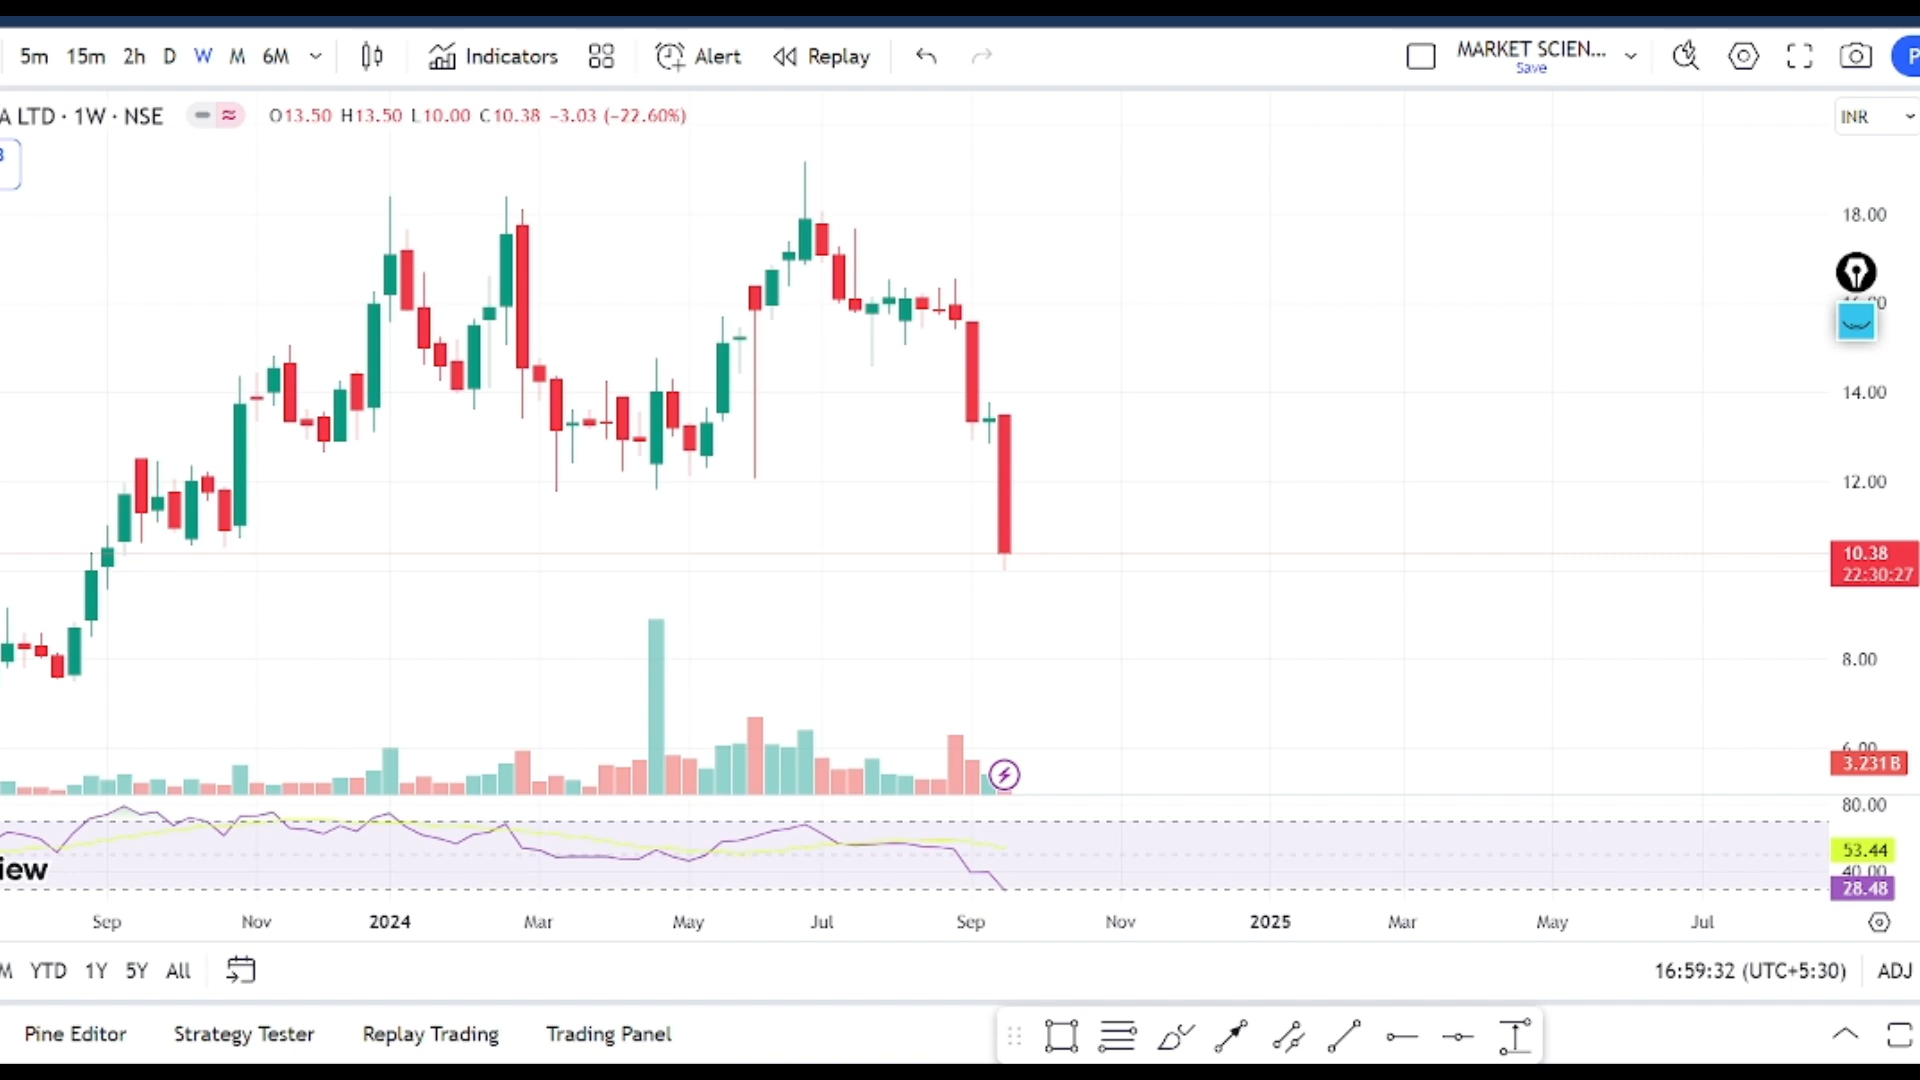 5m 15m 2h D W M 6M Indicators Alert Replay MARKET SCIEN... Save P
A LTD · 1W · NSE O13.50 H13.50 L10.00 C10.38 −3.03 (−22.60%) INR
18.00
14.00
12.00
10.38
22:30:27
8.00
6.00
3.231B
80.00
53.44
40.00
28.48
iew
Sep Nov 2024 Mar May Jul Sep Nov 2025 Mar May Jul
M YTD 1Y 5Y All 16:59:32 (UTC+5:30) ADJ
Pine Editor Strategy Tester Replay Trading Trading Panel